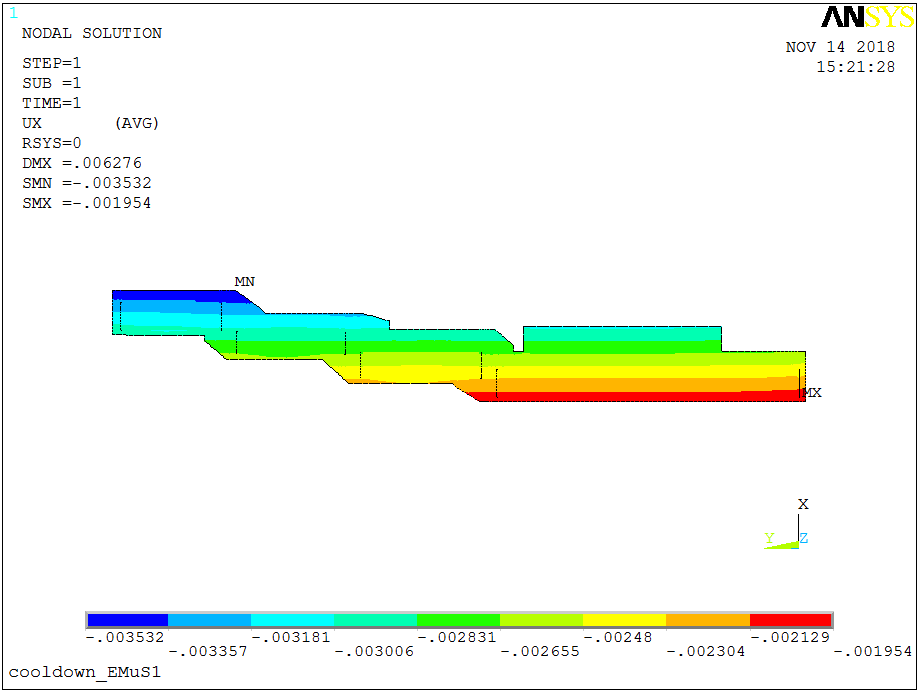 1
ANSYS
NODAL SOLUTION
NOV 14 2018
STEP=1
15:21:28
SUB =1
TIME=1
UX (AVG)
RSYS=0
DMX =.006276
SMN =-.003532
SMX =-.001954
MN
MX
X
Y Z
-.003532 -.003181 -.002831 -.00248 -.002129
-.003357 -.003006 -.002655 -.002304 -.001954
cooldown_EMuS1